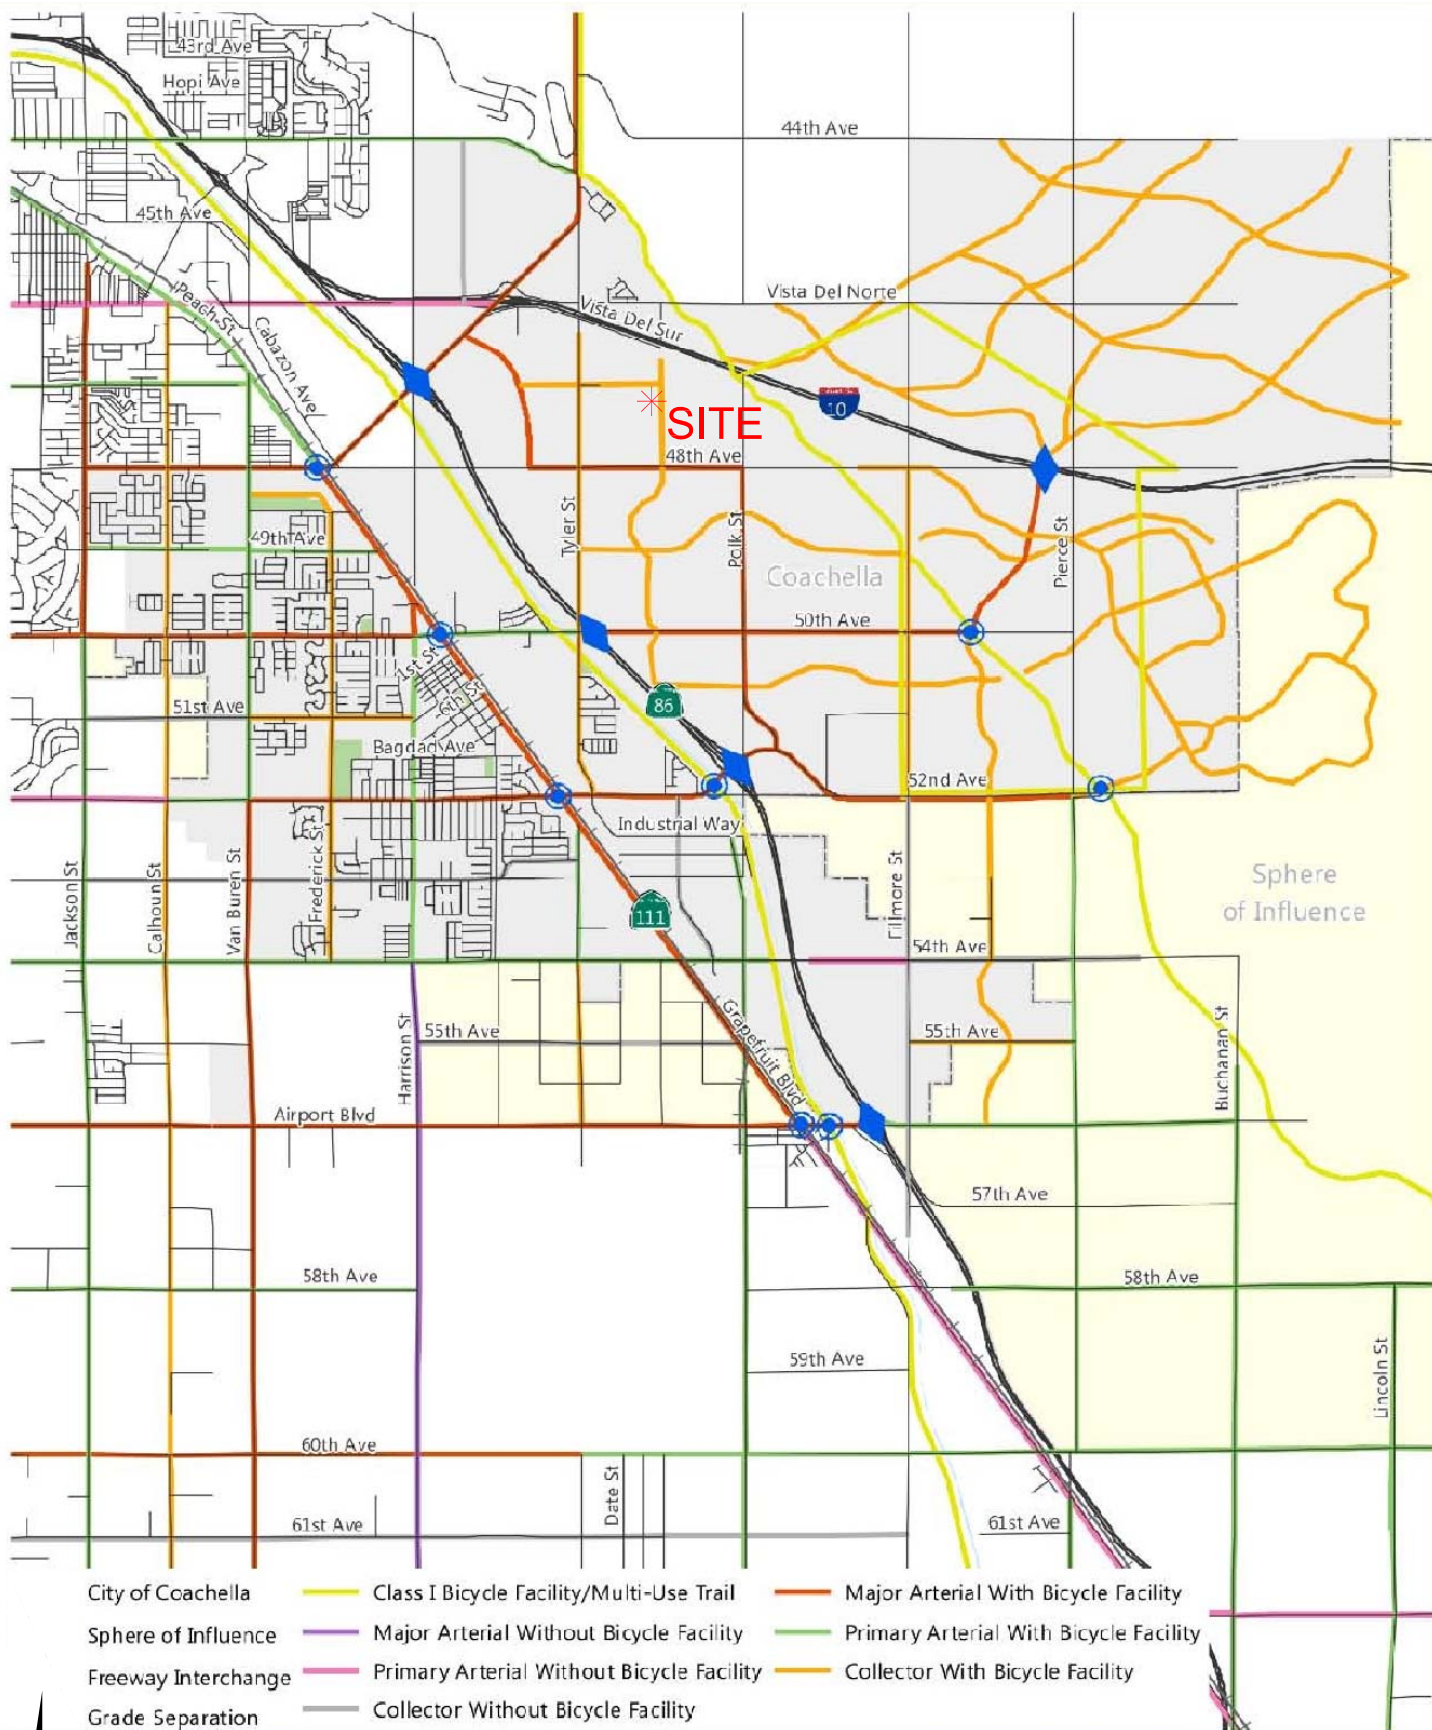 43rd Ave
Hopi Ave
44th Ave
45th Ave
Peach St
Cabazon Ave
Vista Del Norte
Vista Del Sur
10
SITE
48th Ave
Tyler St
Polk St
Pierce St
49th Ave
Coachella
50th Ave
1st St
6th St
86
51st Ave
Bagdad Ave
52nd Ave
Industrial Way
Jackson St
Calhoun St
Van Buren St
Frederick St
Fillmore St
Sphere
of Influence
111
54th Ave
Harrison St
55th Ave
Grapefruit Blvd
55th Ave
Buchanan St
Airport Blvd
57th Ave
58th Ave
58th Ave
59th Ave
Lincoln St
60th Ave
Date St
61st Ave
61st Ave
City of Coachella
Class I Bicycle Facility/Multi-Use Trail
Major Arterial With Bicycle Facility
Sphere of Influence
Major Arterial Without Bicycle Facility
Primary Arterial With Bicycle Facility
Freeway Interchange
Primary Arterial Without Bicycle Facility
Collector With Bicycle Facility
Grade Separation
Collector Without Bicycle Facility